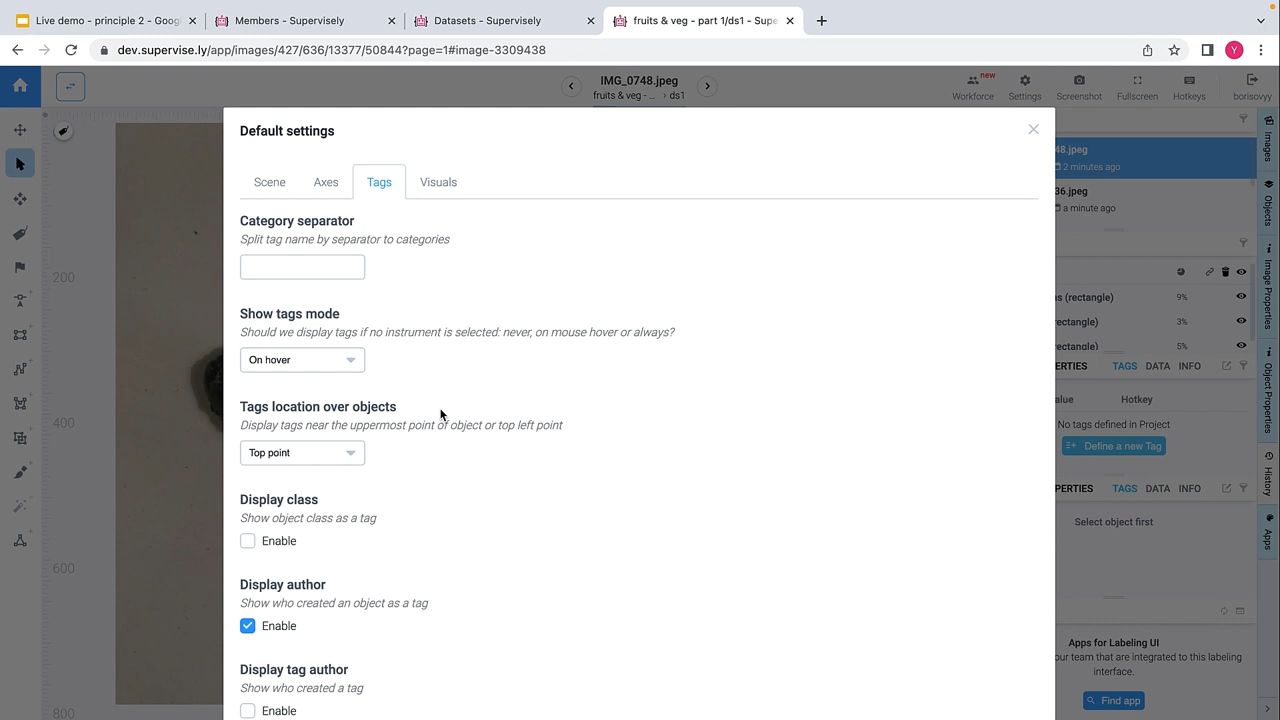 Live demo - principle 2 - Goog
Members - Supervisely
Datasets - Supervisely
fruits & veg - part 1/ds1 - Supe
dev.supervise.ly/app/images/427/636/13377/50844?page=1#image-3309438
Y
IMG_0748.jpeg
fruits & veg - ... > ds1
new
Workforce
Settings
Screenshot
Fullscreen
Hotkeys
borisovyy
Default settings
Scene
Axes
Tags
Visuals
Category separator
Split tag name by separator to categories
Show tags mode
Should we display tags if no instrument is selected: never, on mouse hover or always?
On hover
Tags location over objects
Display tags near the uppermost point of object or top left point
Top point
Display class
Show object class as a tag
Enable
Display author
Show who created an object as a tag
Enable
Display tag author
Show who created a tag
Enable
200
400
600
800
48.jpeg
2 minutes ago
36.jpeg
a minute ago
s (rectangle) 9%
rectangle) 3%
rectangle) 5%
ERTIES TAGS DATA INFO
alue Hotkey
No tags defined in Project
Define a new Tag
PERTIES TAGS DATA INFO
Select object first
Apps for Labeling UI
our team that are integrated to this labeling
interface.
Find app
Images
Objects
Image Properties
Object Properties
History
Apps